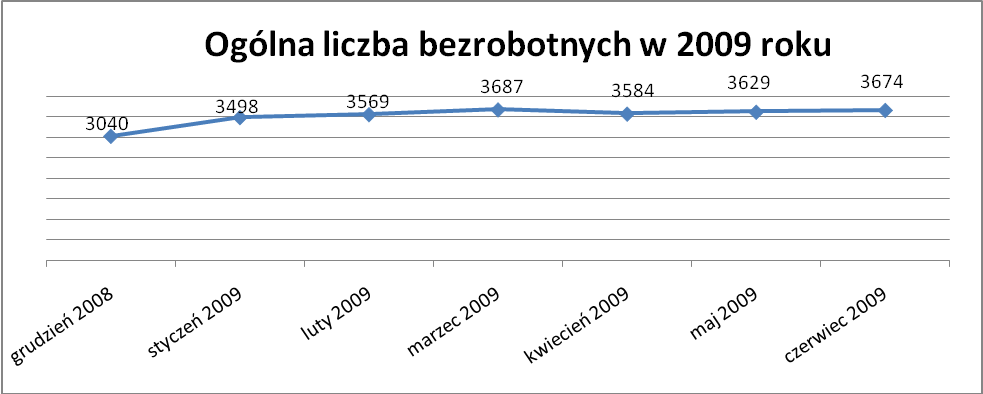 Ogólna liczba bezrobotnych w 2009 roku
3040 3498 3569 3687 3584 3629 3674
grudzień 2008 styczeń 2009 luty 2009 marzec 2009 kwiecień 2009 maj 2009 czerwiec 2009